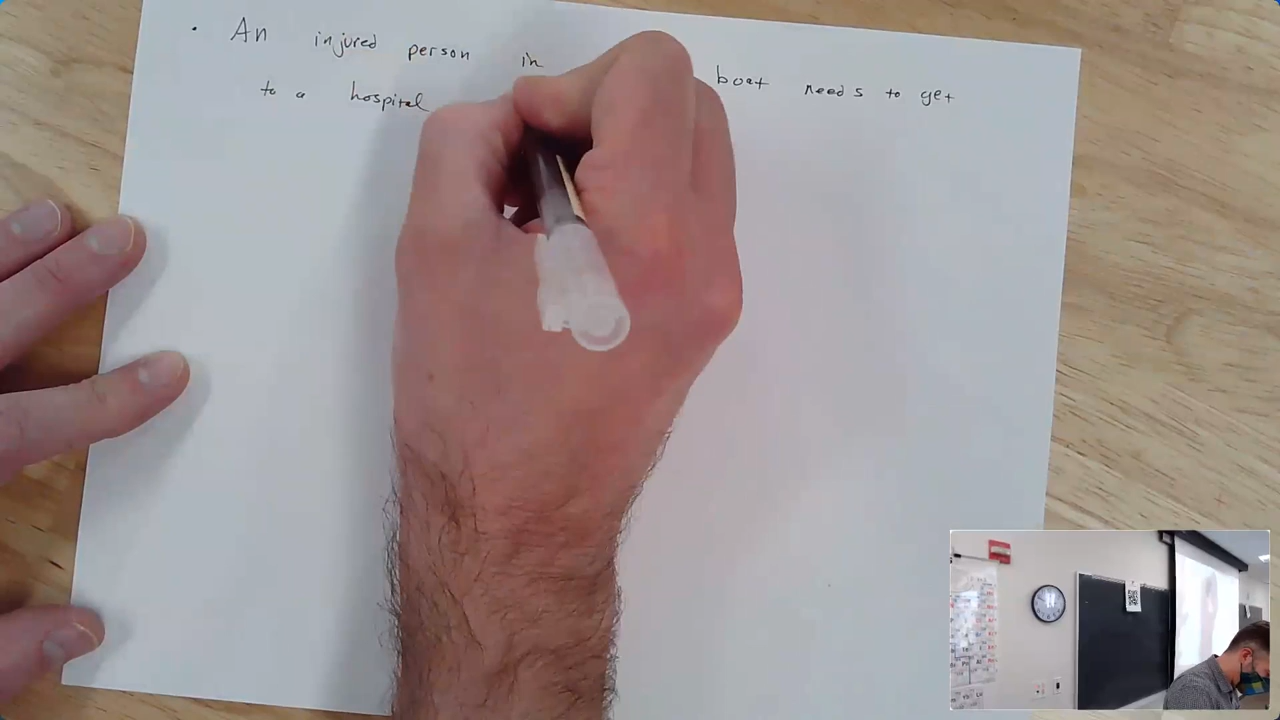 • An injured person in boat needs to get
to a hospital